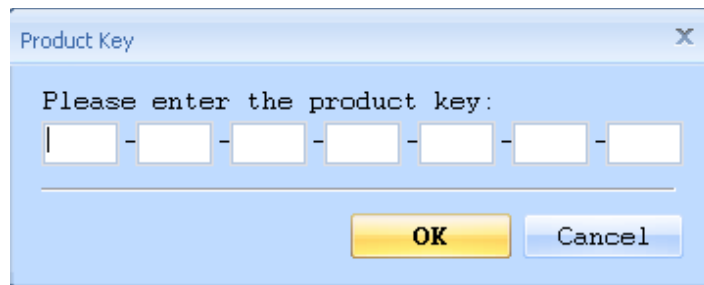 Product Key
Please enter the product key:
- - - - - -
OK Cancel